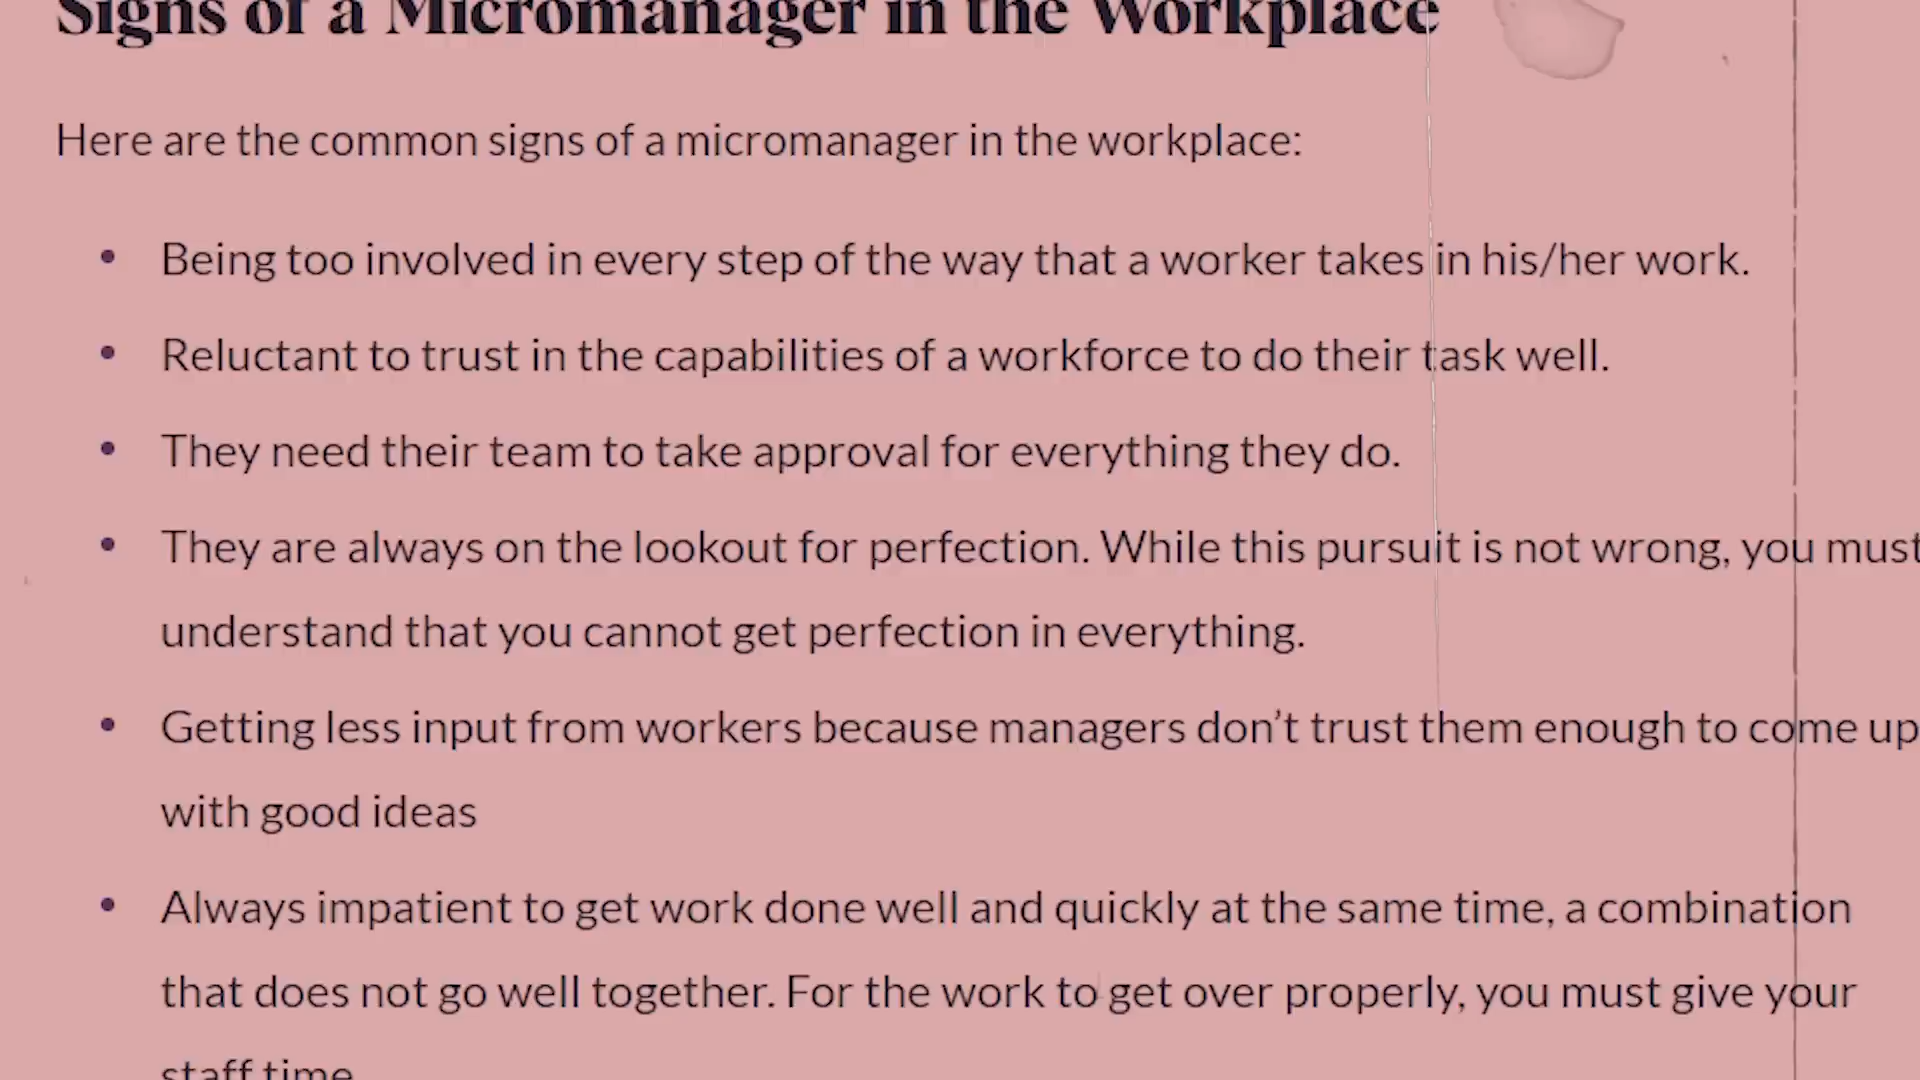 Signs of a Micromanager in the Workplace
Here are the common signs of a micromanager in the workplace:
• Being too involved in every step of the way that a worker takes in his/her work.
• Reluctant to trust in the capabilities of a workforce to do their task well.
• They need their team to take approval for everything they do.
• They are always on the lookout for perfection. While this pursuit is not wrong, you must
understand that you cannot get perfection in everything.
• Getting less input from workers because managers don’t trust them enough to come up
with good ideas
• Always impatient to get work done well and quickly at the same time, a combination
that does not go well together. For the work to get over properly, you must give your
staff time